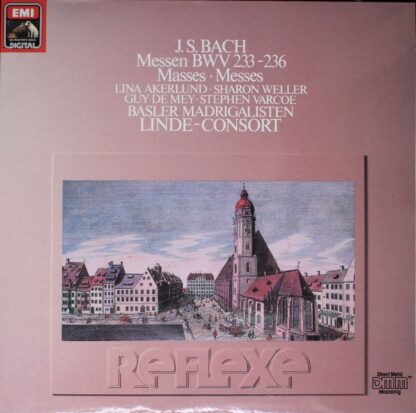 EMI
DIGITAL
J. S. BACH
Messen BWV 233-236
Masses · Messes
LINA AKERLUND · SHARON WELLER
GUY DE MEY · STEPHEN VARCOE
BASLER MADRIGALISTEN
LINDE-CONSORT
REFLEXE
Direct Metal
DMM
Mastering